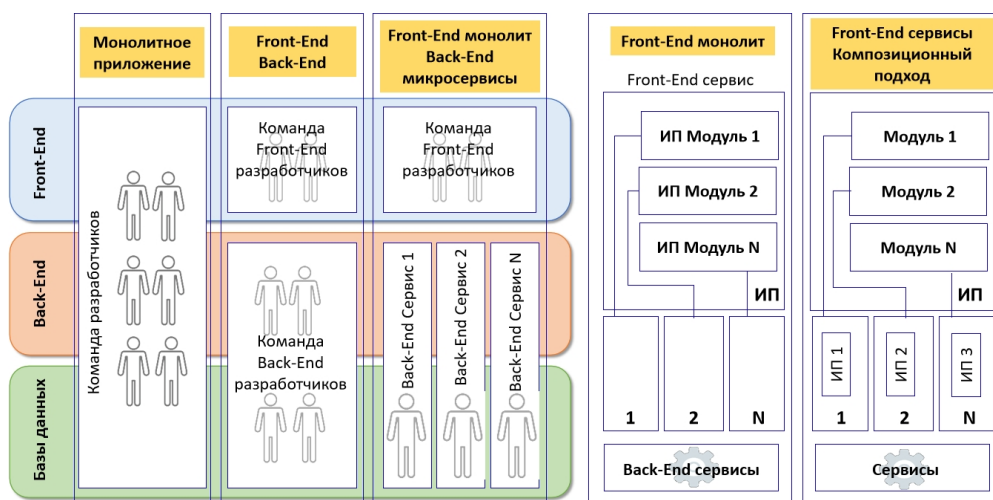 Монолитное
приложение
Front-End
Back-End
Front-End монолит
Back-End
микросервисы
Front-End
Back-End
Базы данных
Команда разработчиков
Команда
Front-End
разработчиков
Команда
Front-End
разработчиков
Команда
Back-End
разработчиков
Back-End Сервис 1
Back-End Сервис 2
Back-End Сервис N
Front-End монолит
Front-End сервис
ИП Модуль 1
ИП Модуль 2
ИП Модуль N
ИП
1
2
N
Back-End сервисы
Front-End сервисы
Композиционный
подход
Модуль 1
Модуль 2
Модуль N
ИП
ИП 1
ИП 2
ИП 3
1
2
N
Сервисы